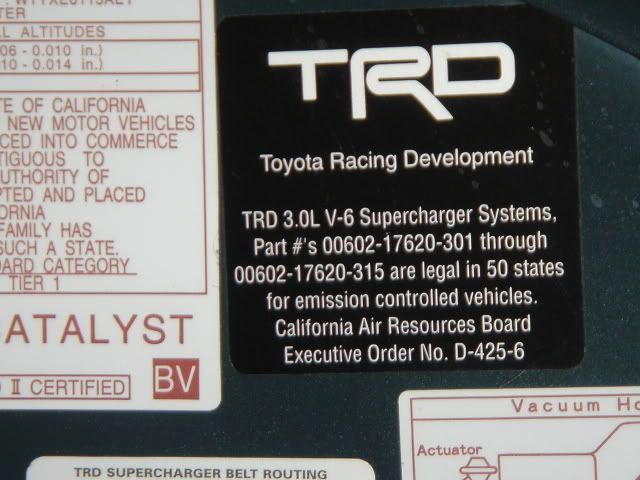 TER
L ALTITUDES
06 - 0.010 in.)
10 - 0.014 in.)
TE OF CALIFORNIA
NEW MOTOR VEHICLES
CED INTO COMMERCE
TIGUOUS TO
UTHORITY OF
PTED AND PLACED
ORNIA
FAMILY HAS
SUCH A STATE.
DARD CATEGORY
TIER 1
CATALYST
D II CERTIFIED
BV
TRD
Toyota Racing Development
TRD 3.0L V-6 Supercharger Systems,
Part #'s 00602-17620-301 through
00602-17620-315 are legal in 50 states
for emission controlled vehicles.
California Air Resources Board
Executive Order No. D-425-6
TRD SUPERCHARGER BELT ROUTING
Vacuum Ho
Actuator